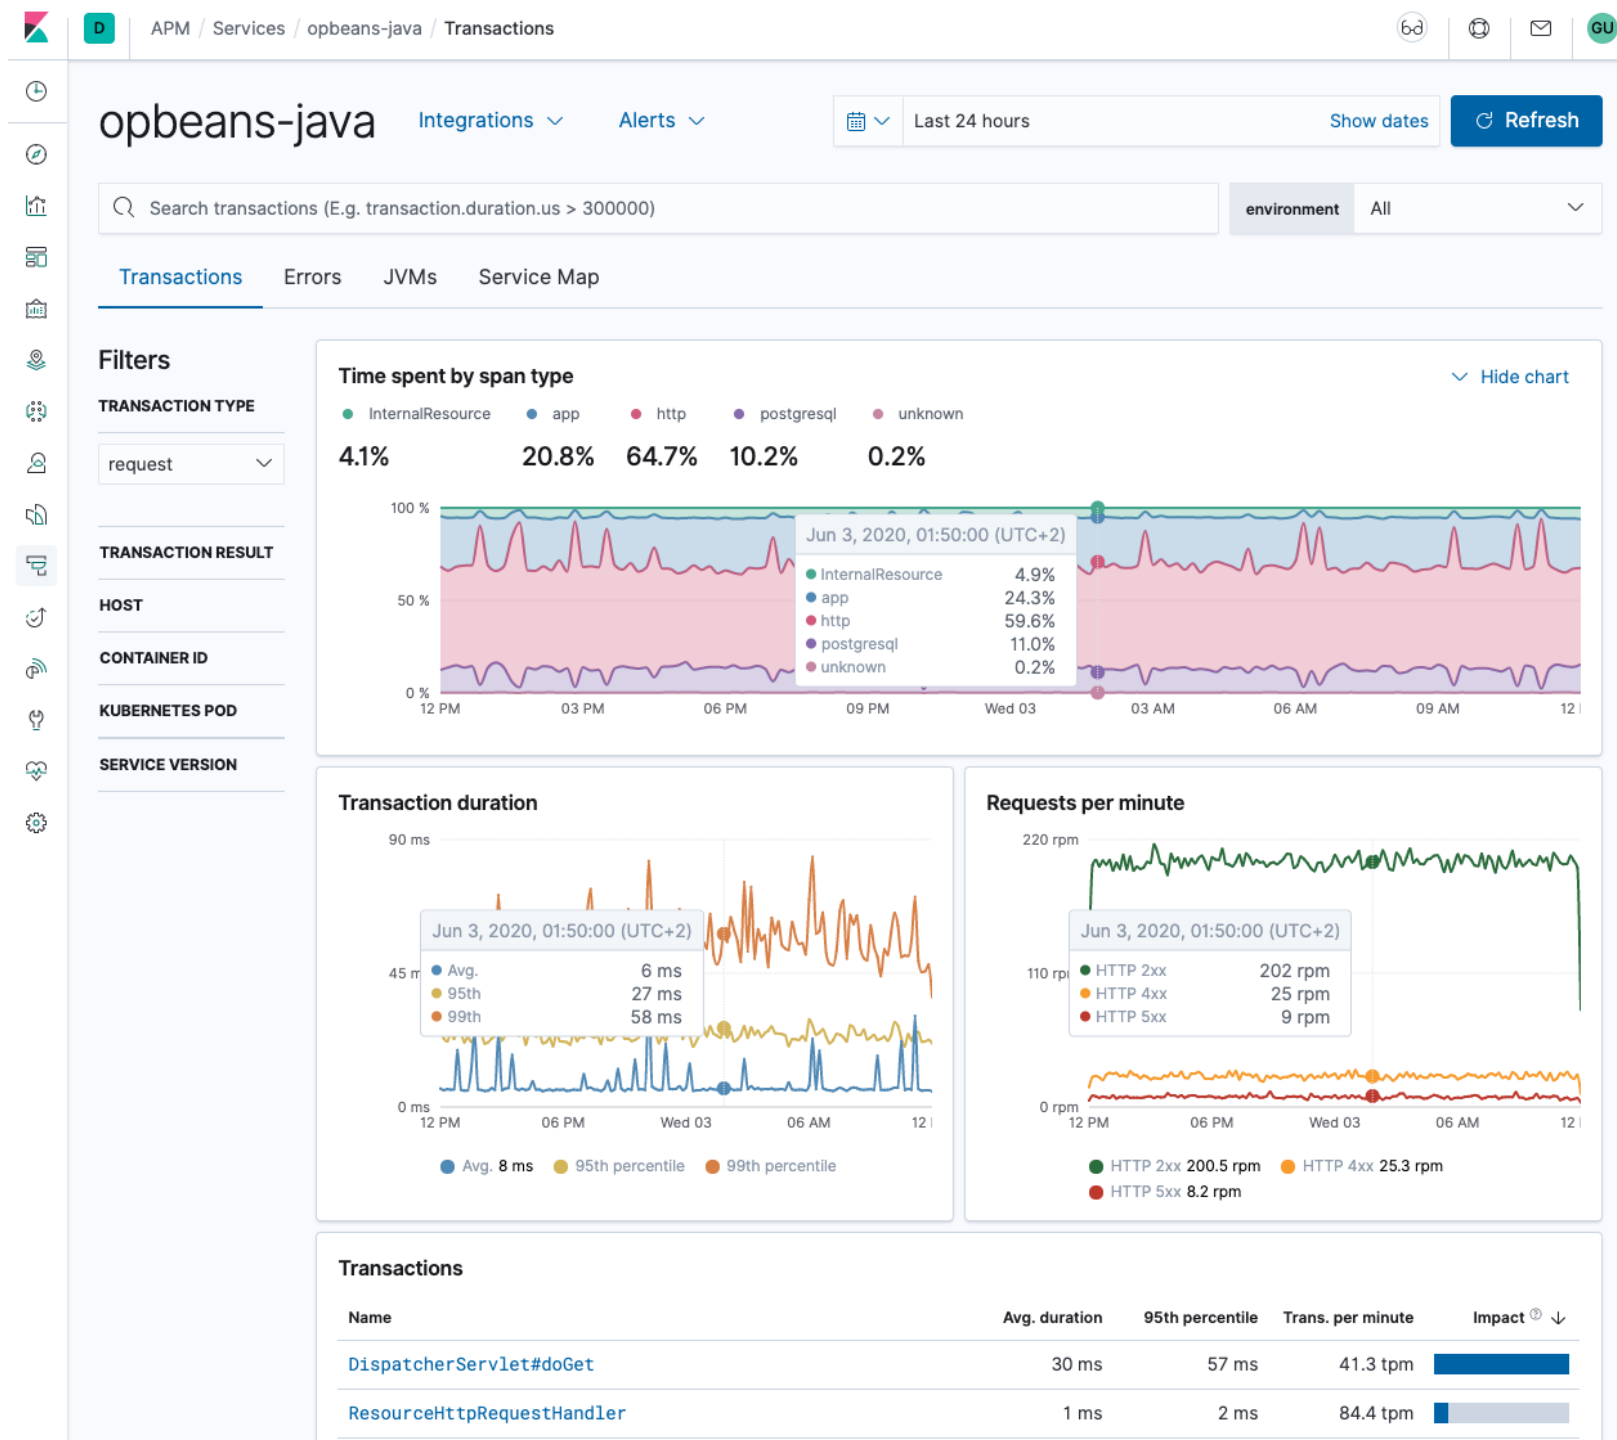 D APM / Services / opbeans-java / Transactions GU
opbeans-java Integrations Alerts Last 24 hours Show dates Refresh
Search transactions (E.g. transaction.duration.us > 300000) environment All
Transactions Errors JVMs Service Map
Filters
TRANSACTION TYPE
request
TRANSACTION RESULT
HOST
CONTAINER ID
KUBERNETES POD
SERVICE VERSION
Time spent by span type Hide chart
InternalResource app http postgresql unknown
4.1% 20.8% 64.7% 10.2% 0.2%
100 %
50 %
0 %
Jun 3, 2020, 01:50:00 (UTC+2)
InternalResource 4.9%
app 24.3%
http 59.6%
postgresql 11.0%
unknown 0.2%
12 PM 03 PM 06 PM 09 PM Wed 03 03 AM 06 AM 09 AM 12
Transaction duration
90 ms
Jun 3, 2020, 01:50:00 (UTC+2)
45 m
Avg. 6 ms
95th 27 ms
99th 58 ms
0 ms
12 PM 06 PM Wed 03 06 AM 12
Avg. 8 ms 95th percentile 99th percentile
Requests per minute
220 rpm
Jun 3, 2020, 01:50:00 (UTC+2)
110 rp
HTTP 2xx 202 rpm
HTTP 4xx 25 rpm
HTTP 5xx 9 rpm
0 rpm
12 PM 06 PM Wed 03 06 AM 12
HTTP 2xx 200.5 rpm HTTP 4xx 25.3 rpm
HTTP 5xx 8.2 rpm
Transactions
Name Avg. duration 95th percentile Trans. per minute Impact
DispatcherServlet#doGet 30 ms 57 ms 41.3 tpm
ResourceHttpRequestHandler 1 ms 2 ms 84.4 tpm